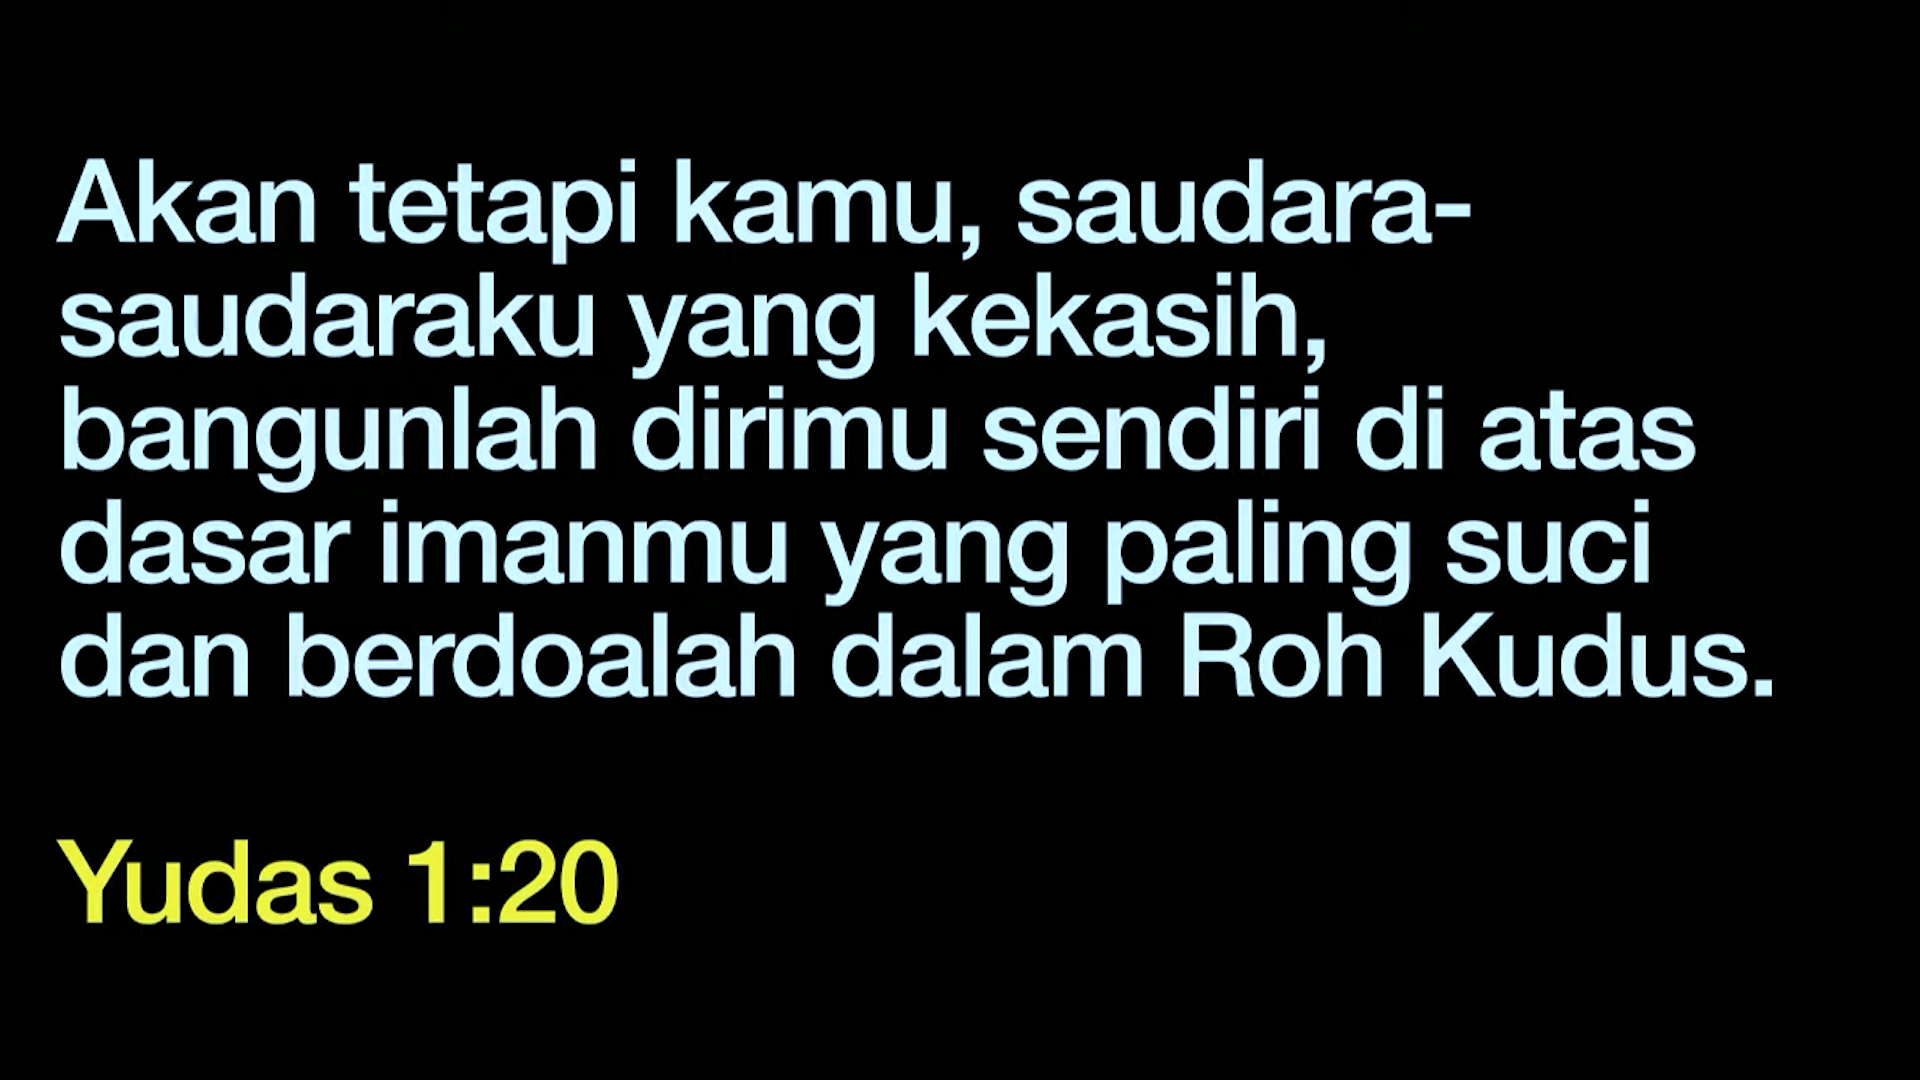 Akan tetapi kamu, saudara-
saudaraku yang kekasih,
bangunlah dirimu sendiri di atas
dasar imanmu yang paling suci
dan berdoalah dalam Roh Kudus.
Yudas 1:20